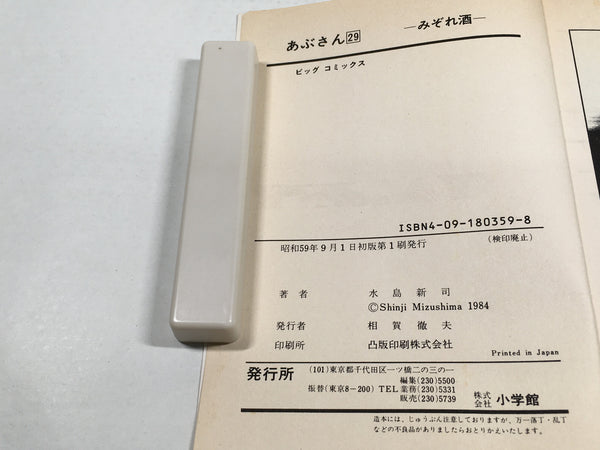 あぶさん 29 ―みぞれ酒―
ビッグ コミックス
ISBN4-09-180359-8
昭和59年9月1日初版第1刷発行 (検印廃止)
著者 水島新司
©Shinji Mizushima 1984
発行者 相賀徹夫
印刷所 凸版印刷株式会社
Printed in Japan
発行所 (101)東京都千代田区一ツ橋二の三の一
編集(230)5500
振替(東京8-200) TEL 業務(230)5331
販売(230)5739
株式会社 小学館
造本には、じゅうぶん注意しておりますが、万一落丁・乱丁
などの不良品がありましたらおとりかえいたします。